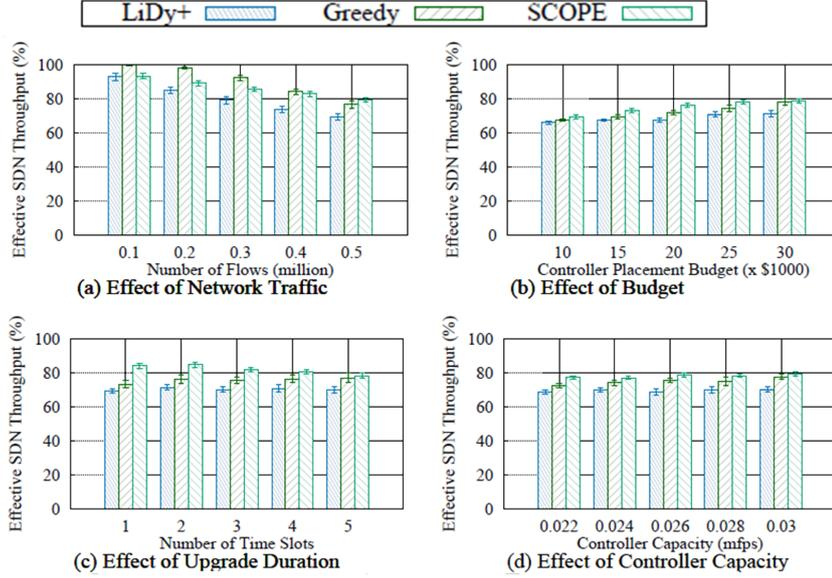 LiDy+ Greedy SCOPE
Effective SDN Throughput (%)
100
80
60
40
20
0
0.1 0.2 0.3 0.4 0.5
Number of Flows (million)
(a) Effect of Network Traffic
Effective SDN Throughput (%)
100
80
60
40
20
0
10 15 20 25 30
Controller Placement Budget (x $1000)
(b) Effect of Budget
Effective SDN Throughput (%)
100
80
60
40
20
0
1 2 3 4 5
Number of Time Slots
(c) Effect of Upgrade Duration
Effective SDN Throughput (%)
100
80
60
40
20
0
0.022 0.024 0.026 0.028 0.03
Controller Capacity (mfps)
(d) Effect of Controller Capacity